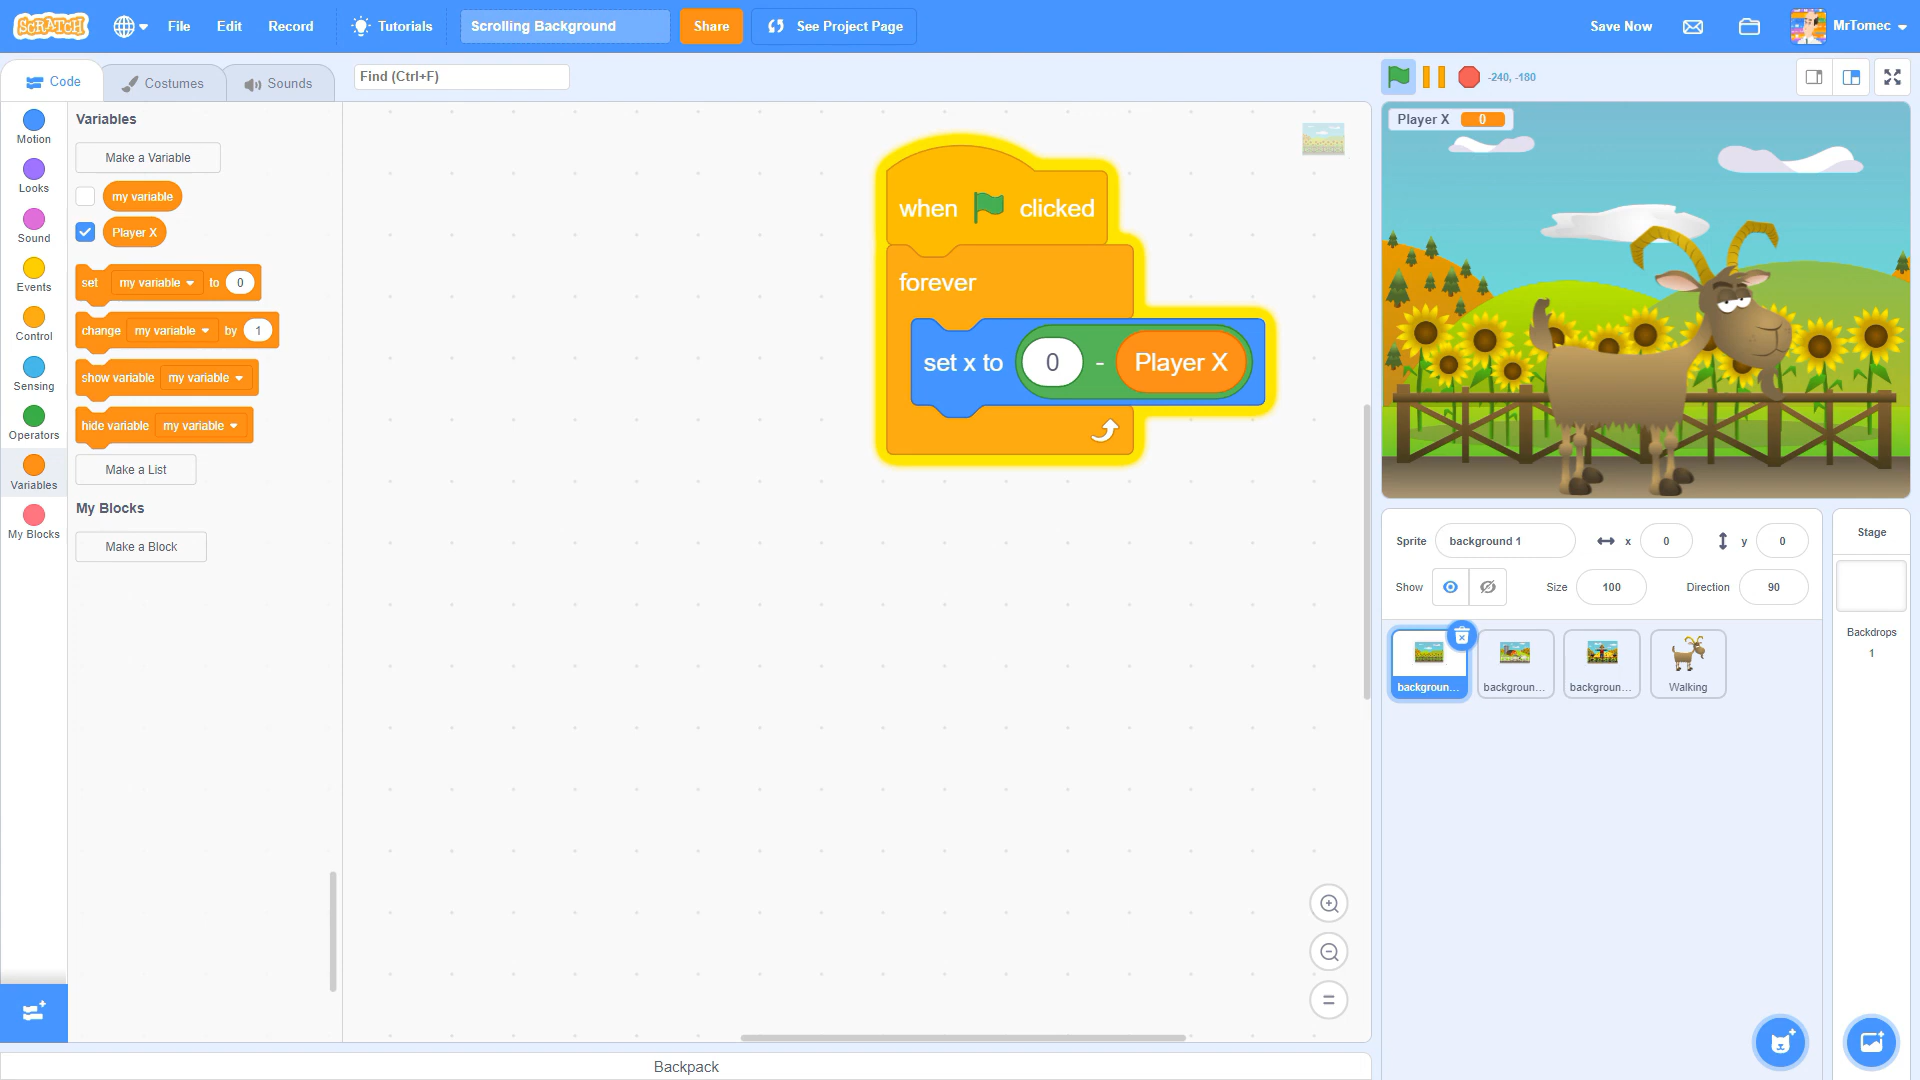 SCRATCH
File
Edit
Record
Tutorials
Scrolling Background
Share
See Project Page
Save Now
MrTomec
Code
Costumes
Sounds
Find (Ctrl+F)
-240, -180
Motion
Looks
Sound
Events
Control
Sensing
Operators
Variables
My Blocks
Variables
Make a Variable
my variable
Player X
set my variable to 0
change my variable by 1
show variable my variable
hide variable my variable
Make a List
My Blocks
Make a Block
when clicked
forever
set x to 0 - Player X
Player X 0
Sprite background 1 x 0 y 0
Show Size 100 Direction 90
backgroun...
backgroun...
backgroun...
Walking
Stage
Backdrops
1
Backpack